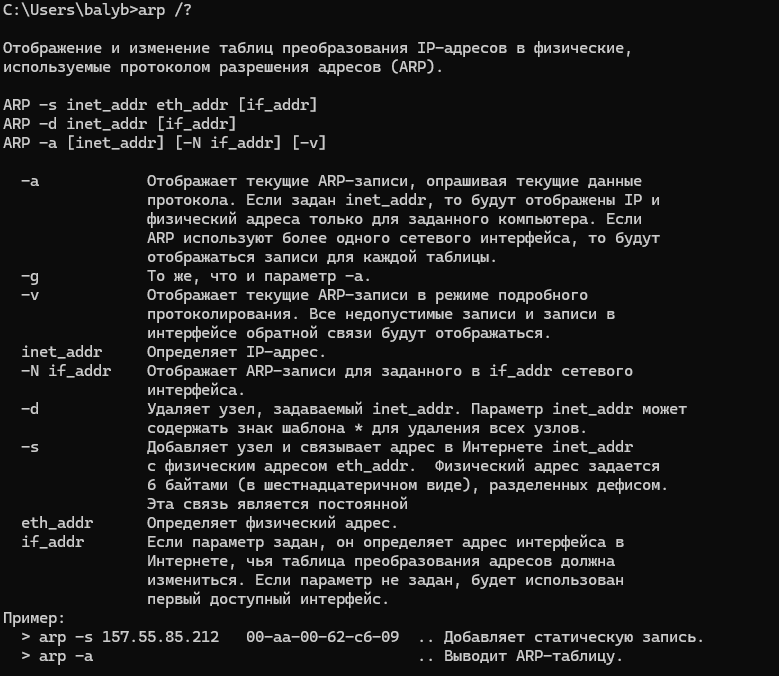 C:\Users\balyb>arp /?
Отображение и изменение таблиц преобразования IP-адресов в физические,
используемые протоколом разрешения адресов (ARP).
ARP -s inet_addr eth_addr [if_addr]
ARP -d inet_addr [if_addr]
ARP -a [inet_addr] [-N if_addr] [-v]
-a Отображает текущие ARP-записи, опрашивая текущие данные
протокола. Если задан inet_addr, то будут отображены IP и
физический адреса только для заданного компьютера. Если
ARP используют более одного сетевого интерфейса, то будут
отображаться записи для каждой таблицы.
-g То же, что и параметр -a.
-v Отображает текущие ARP-записи в режиме подробного
протоколирования. Все недопустимые записи и записи в
интерфейсе обратной связи будут отображаться.
inet_addr Определяет IP-адрес.
-N if_addr Отображает ARP-записи для заданного в if_addr сетевого
интерфейса.
-d Удаляет узел, задаваемый inet_addr. Параметр inet_addr может
содержать знак шаблона * для удаления всех узлов.
-s Добавляет узел и связывает адрес в Интернете inet_addr
с физическим адресом eth_addr.  Физический адрес задается
6 байтами (в шестнадцатеричном виде), разделенных дефисом.
Эта связь является постоянной
eth_addr Определяет физический адрес.
if_addr Если параметр задан, он определяет адрес интерфейса в
Интернете, чья таблица преобразования адресов должна
измениться. Если параметр не задан, будет использован
первый доступный интерфейс.
Пример:
> arp -s 157.55.85.212   00-aa-00-62-c6-09  .. Добавляет статическую запись.
> arp -a .. Выводит ARP-таблицу.